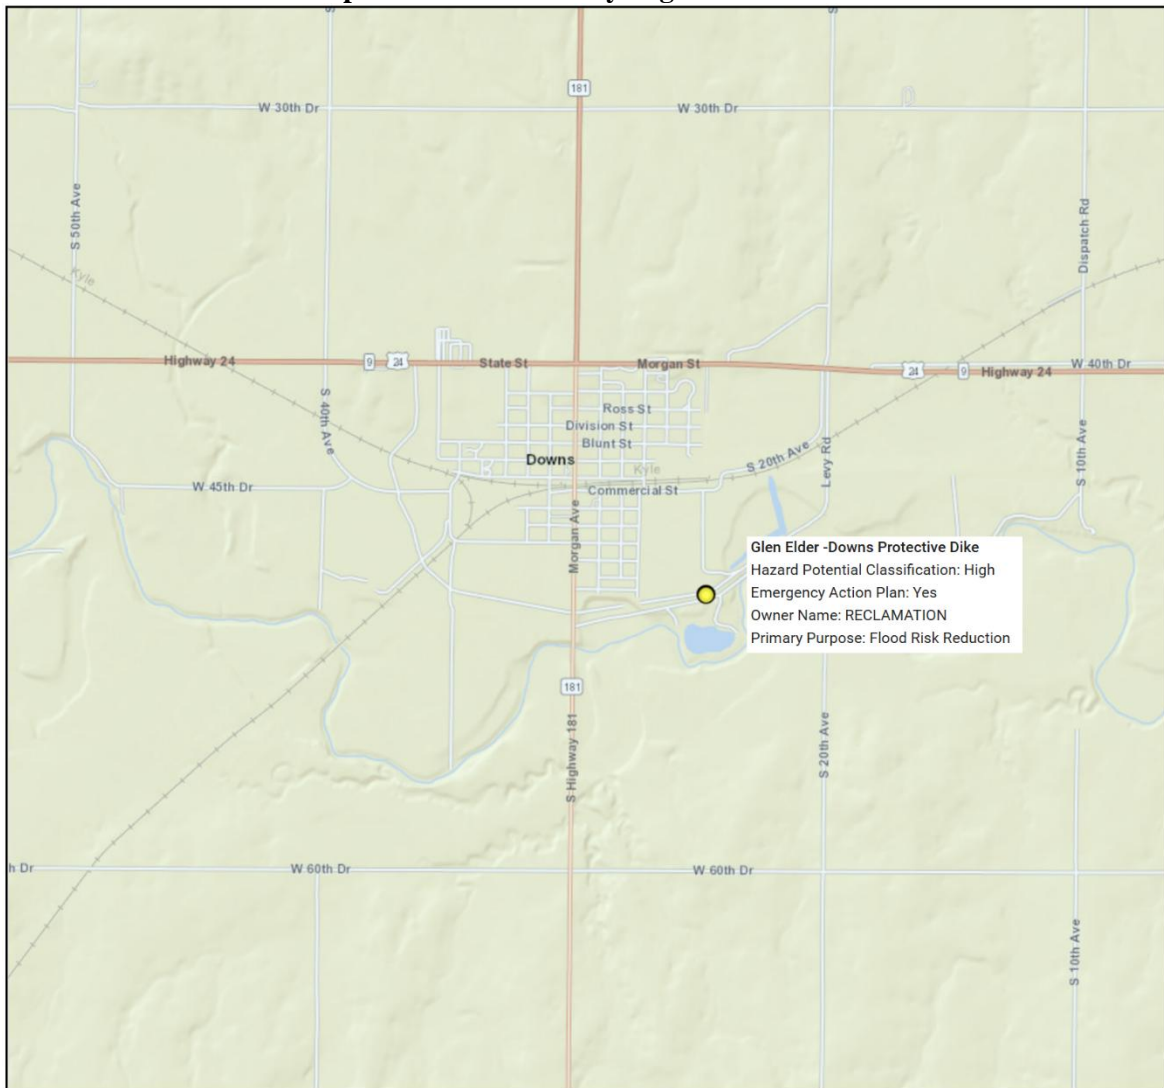 181
W 30th Dr
W 30th Dr
S 50th Ave
Dispatch Rd
Kyle
Highway 24
9
24
State St
Morgan St
24
9
Highway 24
W 40th Dr
S 40th Ave
Ross St
Division St
Blunt St
Downs
Kyle
S 20th Ave
Levy Rd
S 10th Ave
W 45th Dr
Commercial St
Morgan Ave
Glen Elder -Downs Protective Dike
Hazard Potential Classification: High
Emergency Action Plan: Yes
Owner Name: RECLAMATION
Primary Purpose: Flood Risk Reduction
181
S Highway 181
S 20th Ave
h Dr
W 60th Dr
W 60th Dr
S 10th Ave